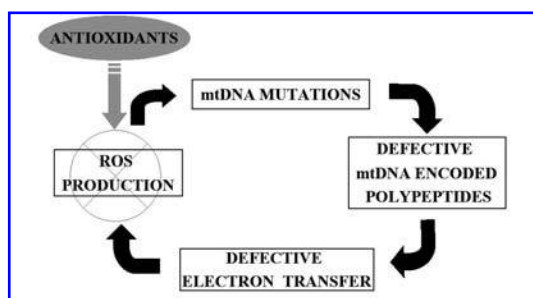 ANTIOXIDANTS
mtDNA MUTATIONS
DEFECTIVE
mtDNA ENCODED
POLYPEPTIDES
DEFECTIVE
ELECTRON TRANSFER
ROS
PRODUCTION